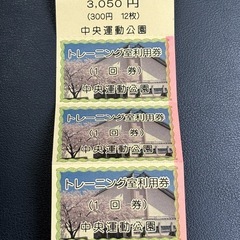 3,050円
(300円 12枚)
中央運動公園
トレーニング室利用券
(1回券)
中央運動公園
トレーニング室利用券
(1回券)
中央運動公園
トレーニング室利用券
(1回券)
中央運動公園